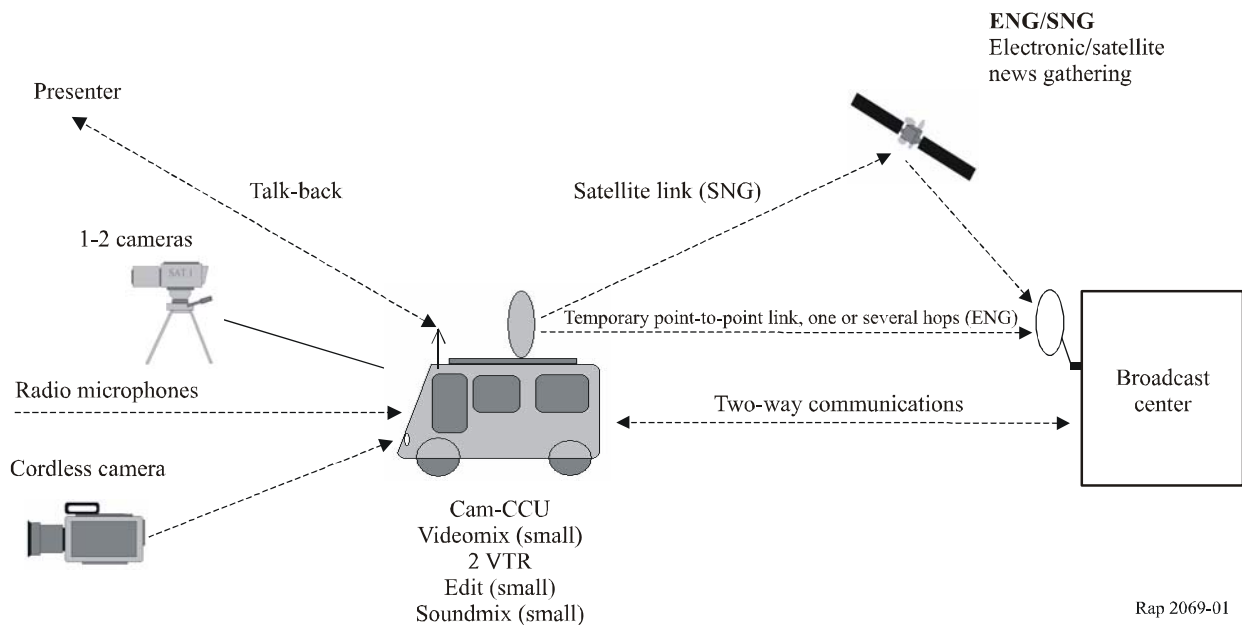 ENG/SNG
Electronic/satellite
news gathering
Presenter
Talk-back
Satellite link (SNG)
1-2 cameras
SAT.1
Temporary point-to-point link, one or several hops (ENG)
Radio microphones
Two-way communications
Broadcast
center
Cordless camera
Cam-CCU
Videomix (small)
2 VTR
Edit (small)
Soundmix (small)
Rap 2069-01